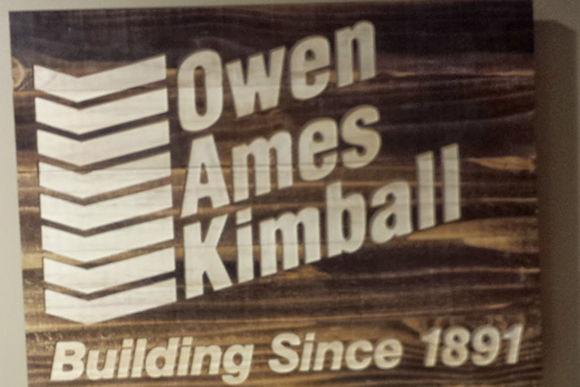 Owen
Ames
Kimball
Building Since 1891